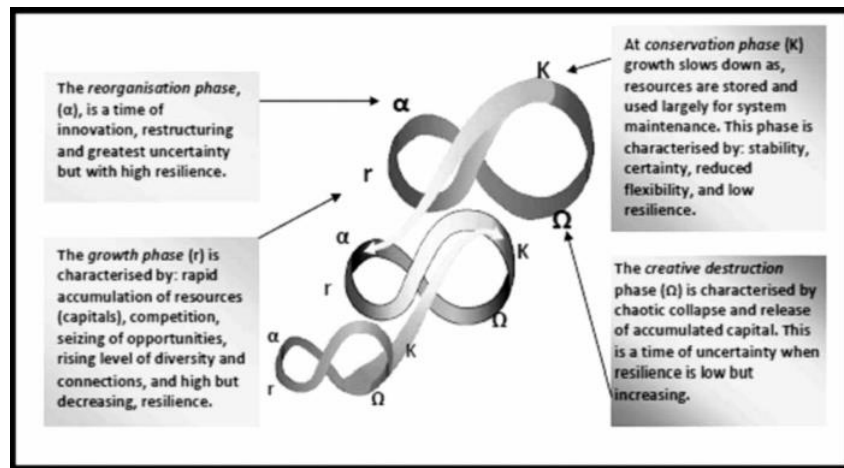 The reorganisation phase,
(α), is a time of
innovation, restructuring
and greatest uncertainty
but with high resilience.
The growth phase (r) is
characterised by: rapid
accumulation of resources
(capitals), competition,
seizing of opportunities,
rising level of diversity and
connections, and high but
decreasing, resilience.
α
K
r
Ω
α
K
r
Ω
α
K
r
Ω
At conservation phase (K)
growth slows down as,
resources are stored and
used largely for system
maintenance. This phase is
characterised by: stability,
certainty, reduced
flexibility, and low
resilience.
The creative destruction
phase (Ω) is characterised by
chaotic collapse and release
of accumulated capital. This
is a time of uncertainty when
resilience is low but
increasing.